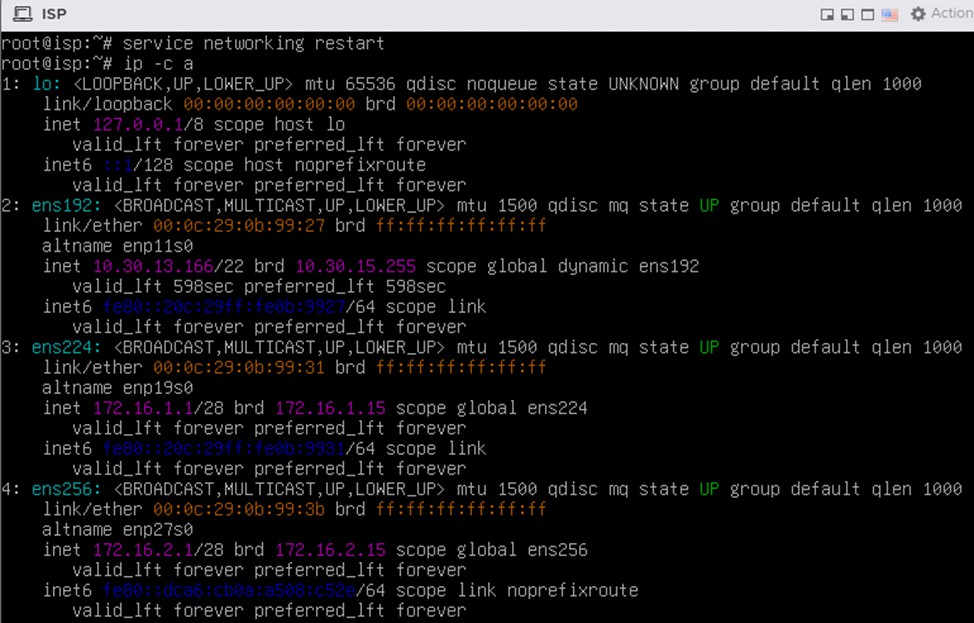 ISP
Action
root@isp:~# service networking restart
root@isp:~# ip -c a
1: lo: <LOOPBACK,UP,LOWER_UP> mtu 65536 qdisc noqueue state UNKNOWN group default qlen 1000
link/loopback 00:00:00:00:00:00 brd 00:00:00:00:00:00
inet 127.0.0.1/8 scope host lo
valid_lft forever preferred_lft forever
inet6 ::1/128 scope host noprefixroute
valid_lft forever preferred_lft forever
2: ens192: <BROADCAST,MULTICAST,UP,LOWER_UP> mtu 1500 qdisc mq state UP group default qlen 1000
link/ether 00:0c:29:0b:99:27 brd ff:ff:ff:ff:ff:ff
altname enp11s0
inet 10.30.13.166/22 brd 10.30.15.255 scope global dynamic ens192
valid_lft 598sec preferred_lft 598sec
inet6 fe80::20c:29ff:fe0b:9927/64 scope link
valid_lft forever preferred_lft forever
3: ens224: <BROADCAST,MULTICAST,UP,LOWER_UP> mtu 1500 qdisc mq state UP group default qlen 1000
link/ether 00:0c:29:0b:99:31 brd ff:ff:ff:ff:ff:ff
altname enp19s0
inet 172.16.1.1/28 brd 172.16.1.15 scope global ens224
valid_lft forever preferred_lft forever
inet6 fe80::20c:29ff:fe0b:9931/64 scope link
valid_lft forever preferred_lft forever
4: ens256: <BROADCAST,MULTICAST,UP,LOWER_UP> mtu 1500 qdisc mq state UP group default qlen 1000
link/ether 00:0c:29:0b:99:3b brd ff:ff:ff:ff:ff:ff
altname enp27s0
inet 172.16.2.1/28 brd 172.16.2.15 scope global ens256
valid_lft forever preferred_lft forever
inet6 fe80::dca6:cb0a:a508:c52e/64 scope link noprefixroute
valid_lft forever preferred_lft forever